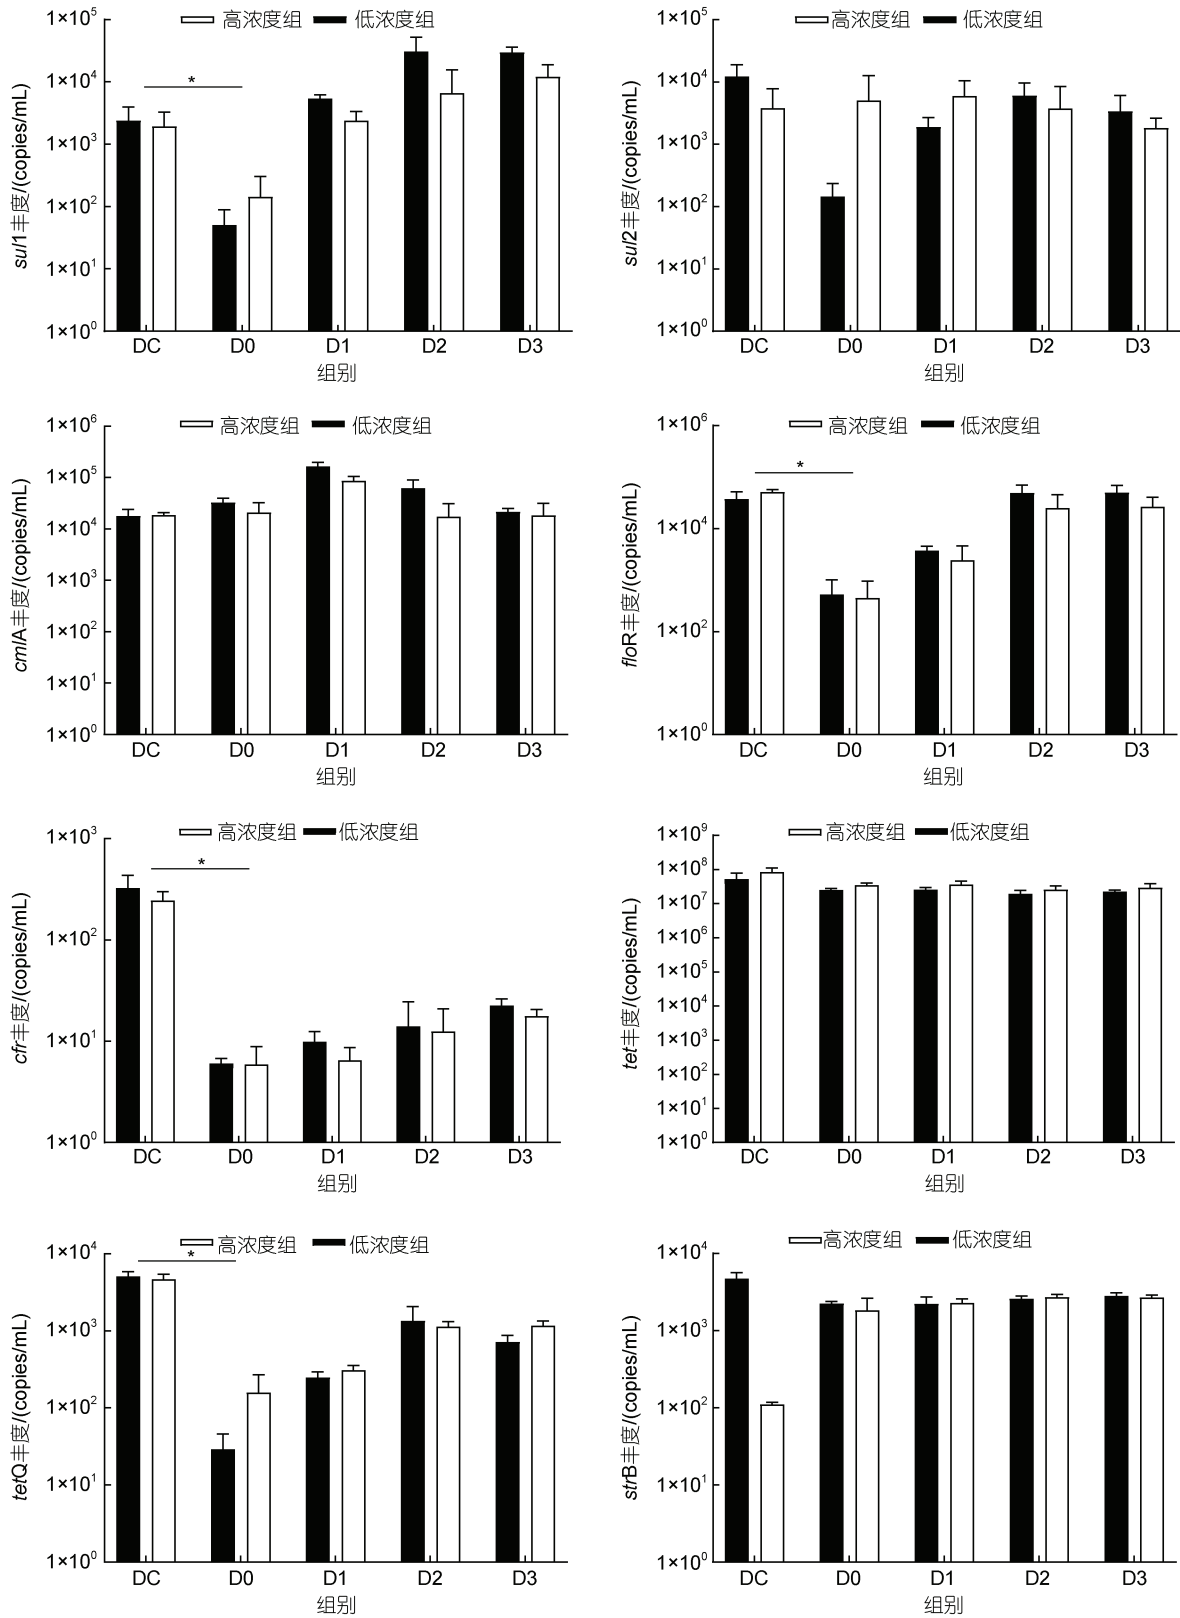 高浓度组 低浓度组
sul1丰度/(copies/mL)
1×10⁵
1×10⁴
1×10³
1×10²
1×10¹
1×10⁰
*
DC D0 D1 D2 D3
组别
高浓度组 低浓度组
sul2丰度/(copies/mL)
1×10⁵
1×10⁴
1×10³
1×10²
1×10¹
1×10⁰
DC D0 D1 D2 D3
组别
高浓度组 低浓度组
cmlA丰度/(copies/mL)
1×10⁶
1×10⁵
1×10⁴
1×10³
1×10²
1×10¹
1×10⁰
DC D0 D1 D2 D3
组别
高浓度组 低浓度组
floR丰度/(copies/mL)
1×10⁶
1×10⁴
1×10²
1×10⁰
*
DC D0 D1 D2 D3
组别
高浓度组 低浓度组
cfr丰度/(copies/mL)
1×10³
1×10²
1×10¹
1×10⁰
*
DC D0 D1 D2 D3
组别
高浓度组 低浓度组
tet丰度/(copies/mL)
1×10⁹
1×10⁸
1×10⁷
1×10⁶
1×10⁵
1×10⁴
1×10³
1×10²
1×10¹
1×10⁰
DC D0 D1 D2 D3
组别
高浓度组 低浓度组
tetQ丰度/(copies/mL)
1×10⁴
1×10³
1×10²
1×10¹
1×10⁰
*
DC D0 D1 D2 D3
组别
高浓度组 低浓度组
strB丰度/(copies/mL)
1×10⁴
1×10³
1×10²
1×10¹
1×10⁰
DC D0 D1 D2 D3
组别